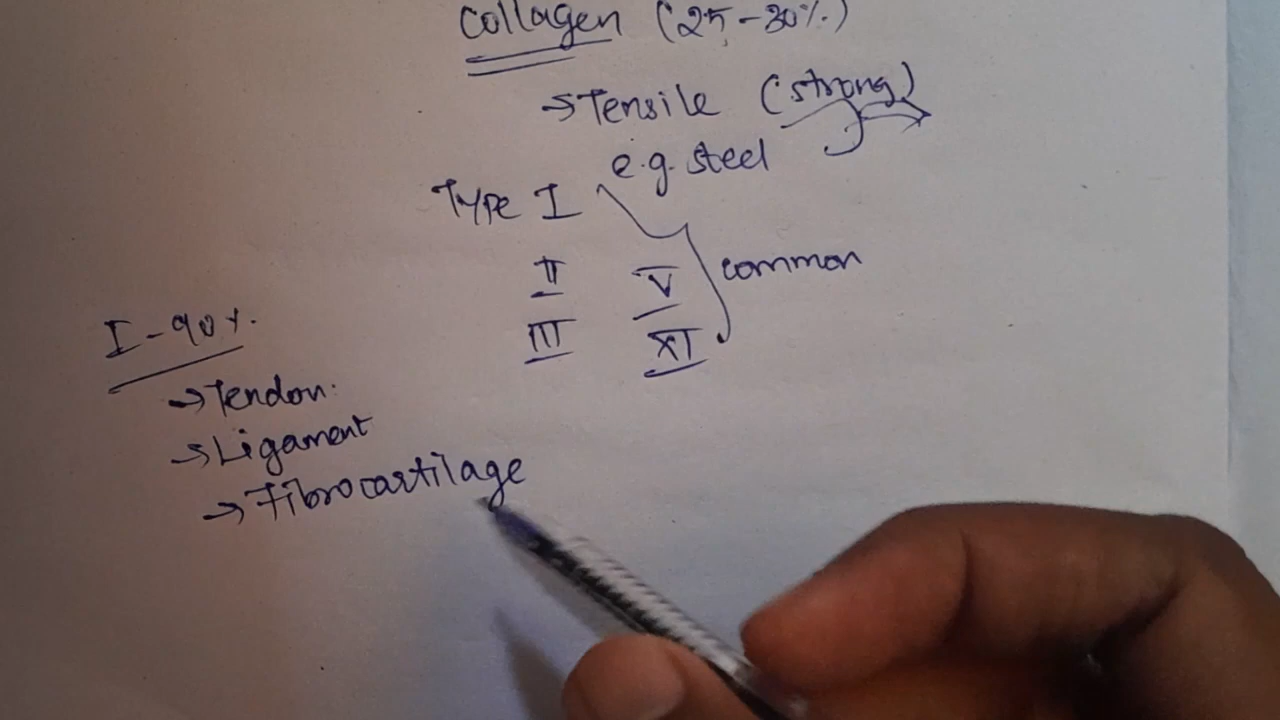 Collagen (25-30%.)
→Tensile (strong)
e.g. steel
Type I
II V
common
III XI
I - 90%.
→Tendon.
→Ligament
→Fibrocartilage